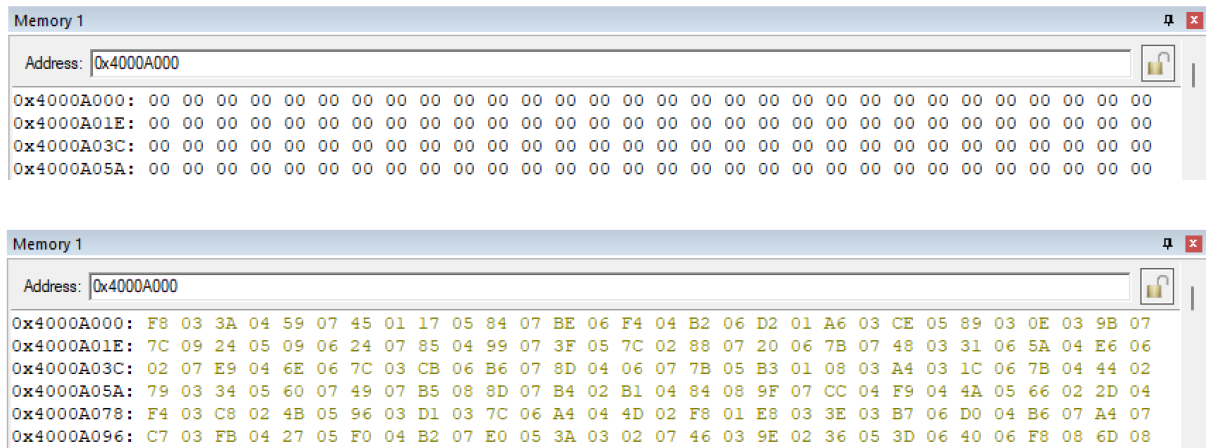 Memory 1
Address: 0x4000A000
0x4000A000: 00 00 00 00 00 00 00 00 00 00 00 00 00 00 00 00 00 00 00 00 00 00 00 00 00 00 00 00 00 00
0x4000A01E: 00 00 00 00 00 00 00 00 00 00 00 00 00 00 00 00 00 00 00 00 00 00 00 00 00 00 00 00 00 00
0x4000A03C: 00 00 00 00 00 00 00 00 00 00 00 00 00 00 00 00 00 00 00 00 00 00 00 00 00 00 00 00 00 00
0x4000A05A: 00 00 00 00 00 00 00 00 00 00 00 00 00 00 00 00 00 00 00 00 00 00 00 00 00 00 00 00 00 00
Memory 1
Address: 0x4000A000
0x4000A000: F8 03 3A 04 59 07 45 01 17 05 84 07 BE 06 F4 04 B2 06 D2 01 A6 03 CE 05 89 03 0E 03 9B 07
0x4000A01E: 7C 09 24 05 09 06 24 07 85 04 99 07 3F 05 7C 02 88 07 20 06 7B 07 48 03 31 06 5A 04 E6 06
0x4000A03C: 02 07 E9 04 6E 06 7C 03 CB 06 B6 07 8D 04 06 07 7B 05 B3 01 08 03 A4 03 1C 06 7B 04 44 02
0x4000A05A: 79 03 34 05 60 07 49 07 B5 08 8D 07 B4 02 B1 04 84 08 9F 07 CC 04 F9 04 4A 05 66 02 2D 04
0x4000A078: F4 03 C8 02 4B 05 96 03 D1 03 7C 06 A4 04 4D 02 F8 01 E8 03 3E 03 B7 06 D0 04 B6 07 A4 07
0x4000A096: C7 03 FB 04 27 05 F0 04 B2 07 E0 05 3A 03 02 07 46 03 9E 02 36 05 3D 06 40 06 F8 08 6D 08